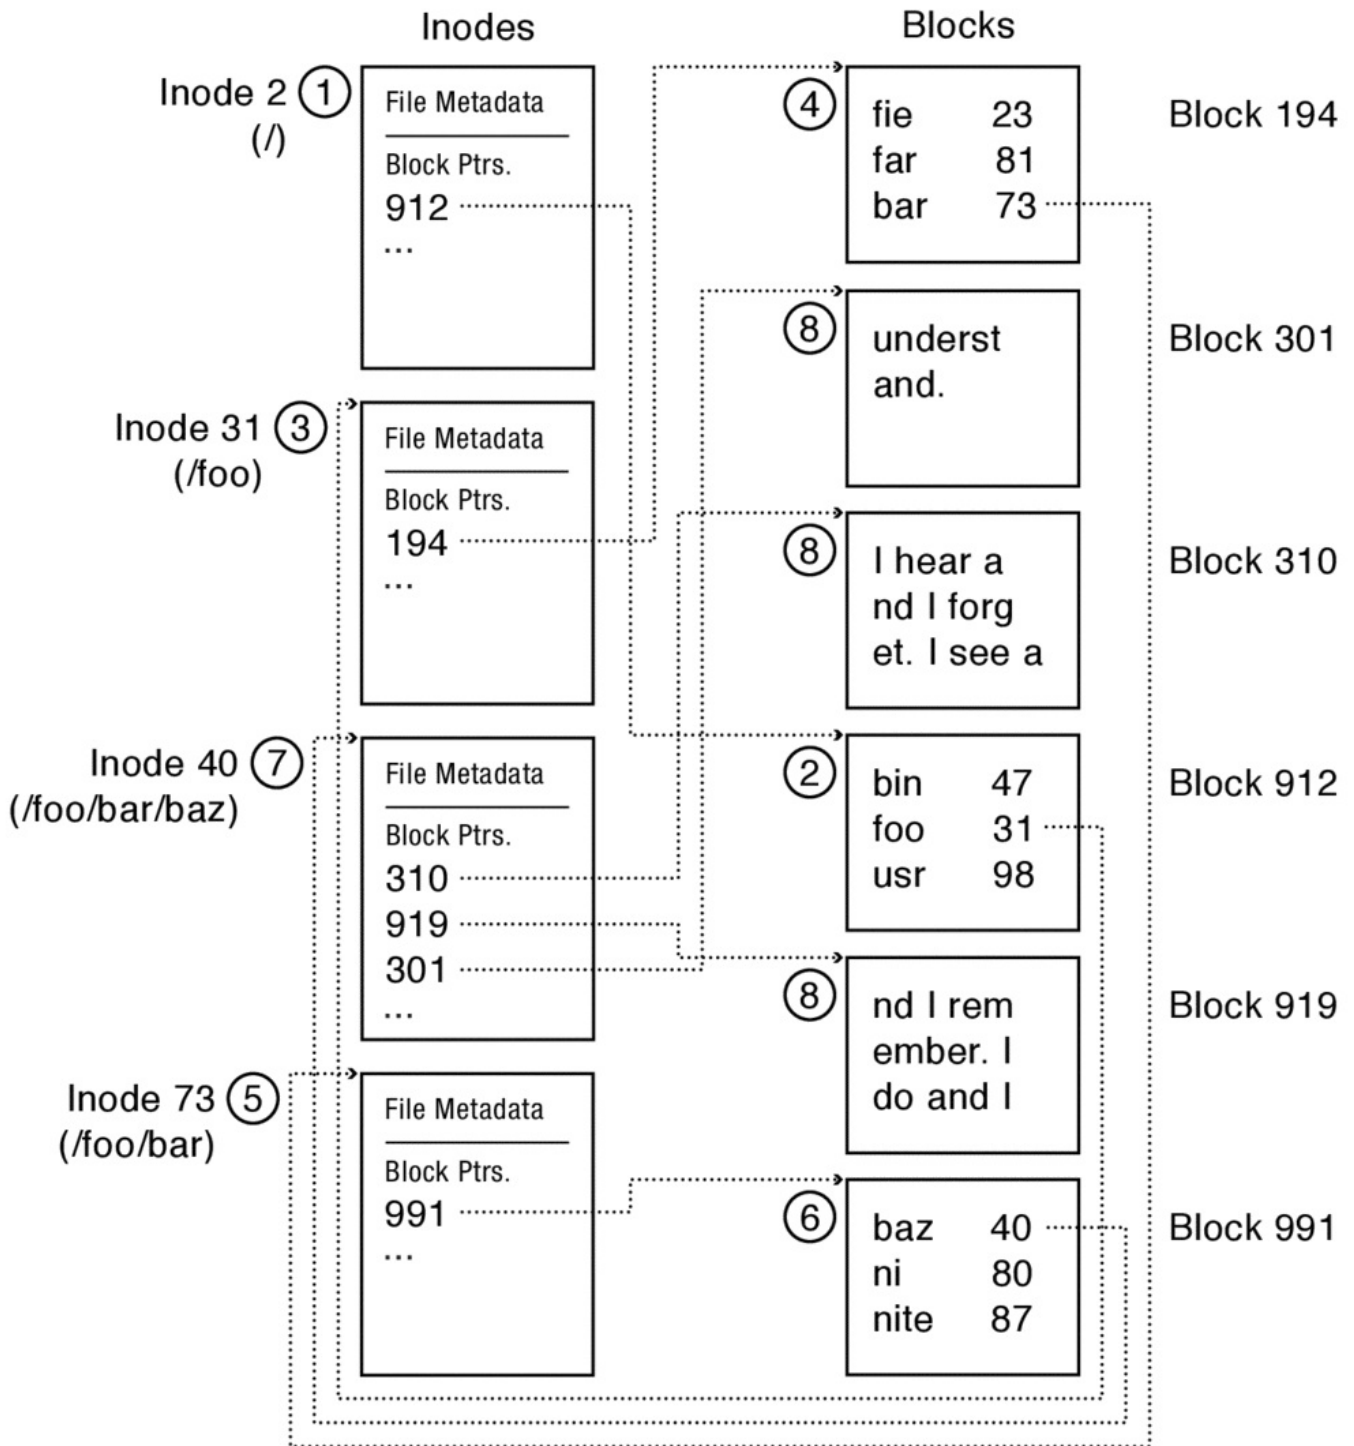 Inodes
Blocks
Inode 2 1
(/)
File Metadata
Block Ptrs.
912
...
Inode 31 3
(/foo)
File Metadata
Block Ptrs.
194
...
Inode 40 7
(/foo/bar/baz)
File Metadata
Block Ptrs.
310
919
301
...
Inode 73 5
(/foo/bar)
File Metadata
Block Ptrs.
991
...
4
fie 23
far 81
bar 73
Block 194
8
underst
and.
Block 301
8
I hear a
nd I forg
et. I see a
Block 310
2
bin 47
foo 31
usr 98
Block 912
8
nd I rem
ember. I
do and I
Block 919
6
baz 40
ni 80
nite 87
Block 991